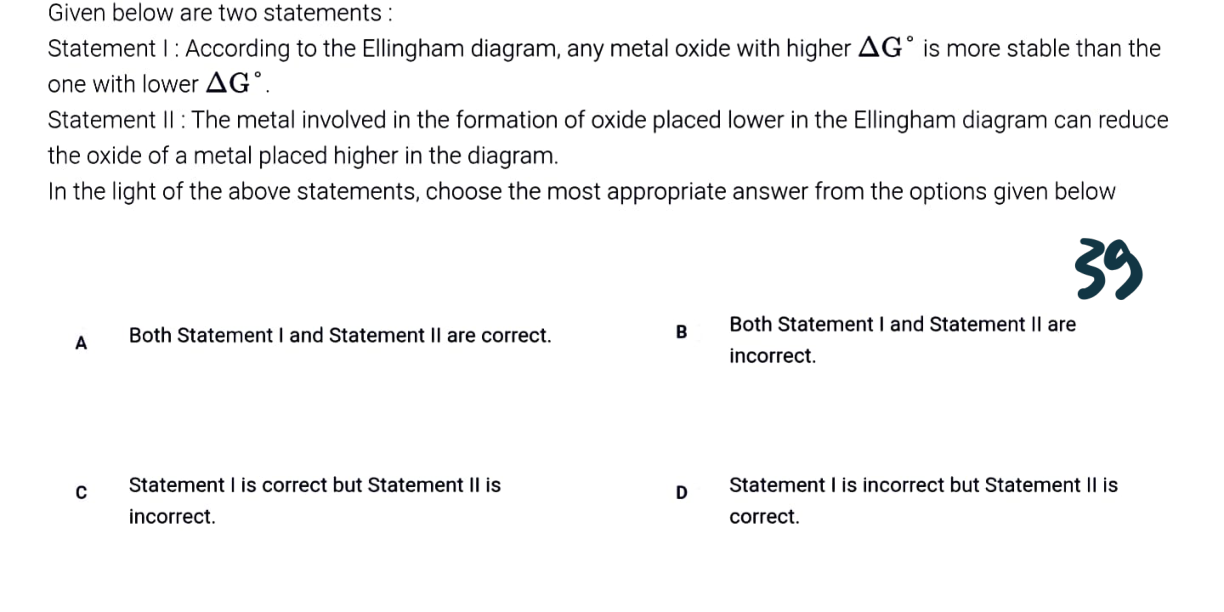 Given below are two statements :
Statement I : According to the Ellingham diagram, any metal oxide with higher ΔG° is more stable than the
one with lower ΔG°.
Statement II : The metal involved in the formation of oxide placed lower in the Ellingham diagram can reduce
the oxide of a metal placed higher in the diagram.
In the light of the above statements, choose the most appropriate answer from the options given below
39
A Both Statement I and Statement II are correct.
B Both Statement I and Statement II are
incorrect.
C Statement I is correct but Statement II is
incorrect.
D Statement I is incorrect but Statement II is
correct.